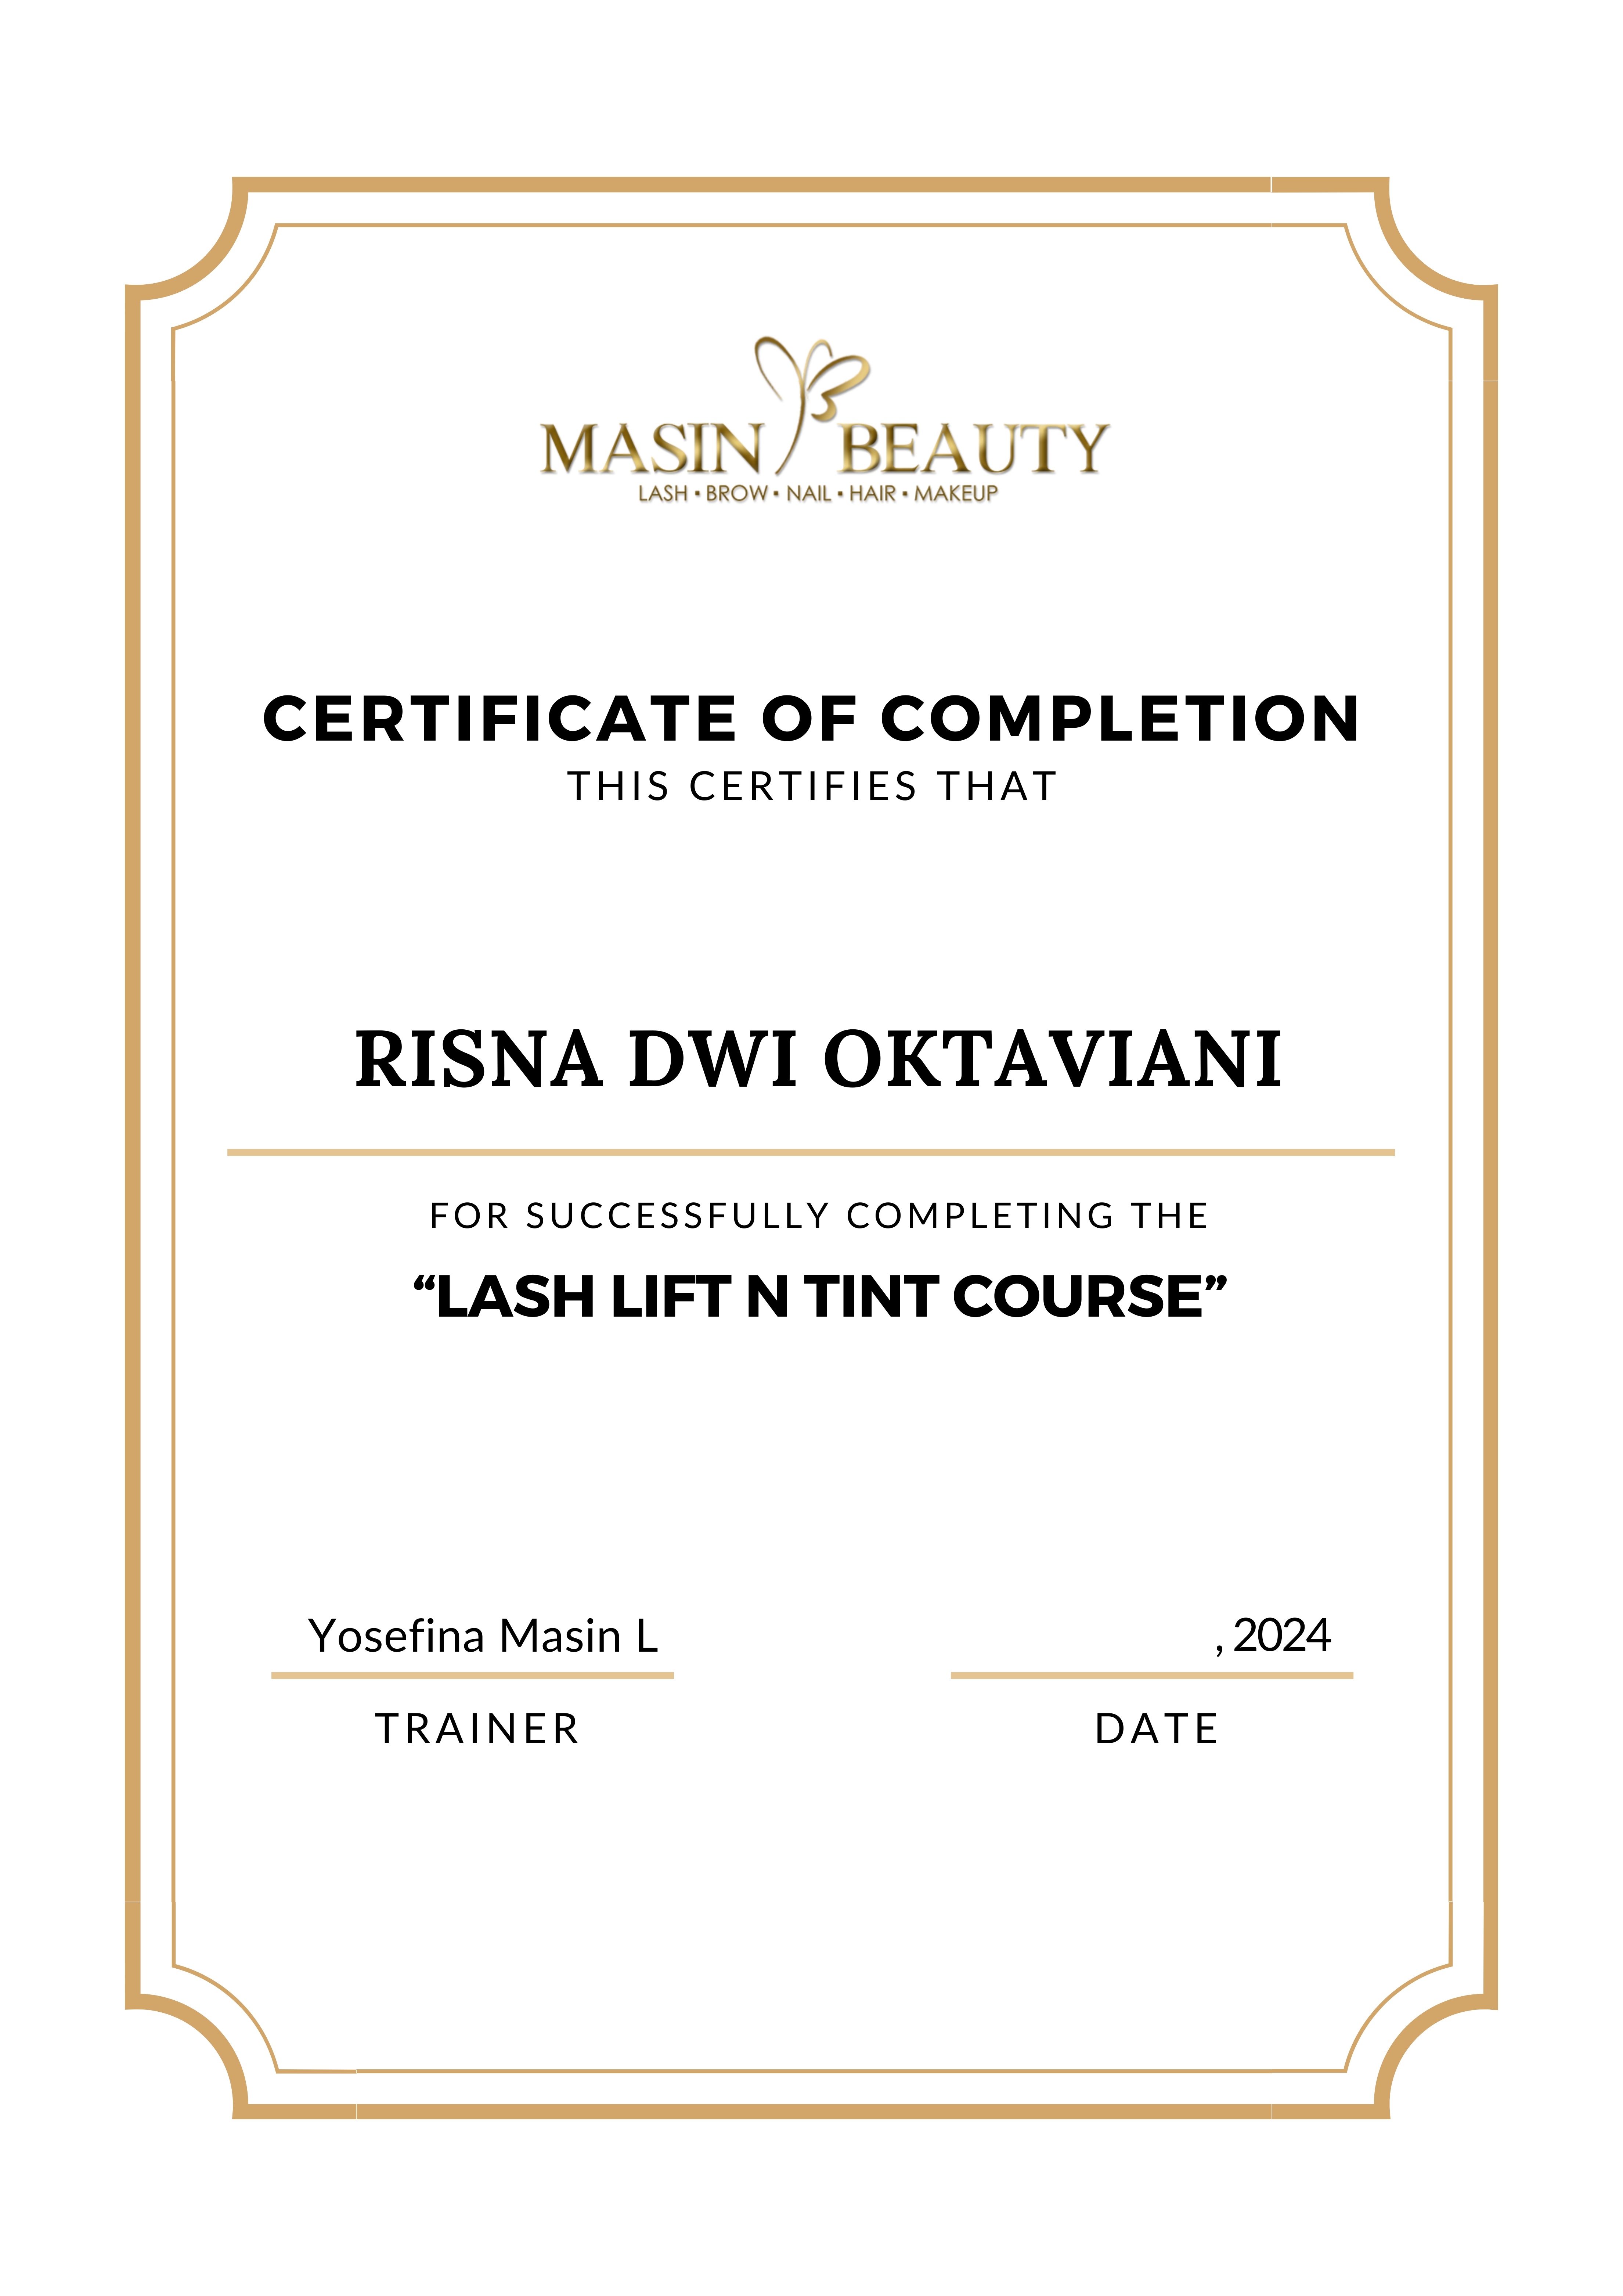 MASIN BEAUTY
LASH ▪ BROW ▪ NAIL ▪ HAIR ▪ MAKEUP
CERTIFICATE OF COMPLETION
THIS CERTIFIES THAT
RISNA DWI OKTAVIANI
FOR SUCCESSFULLY COMPLETING THE
“LASH LIFT N TINT COURSE”
Yosefina Masin L
, 2024
TRAINER
DATE